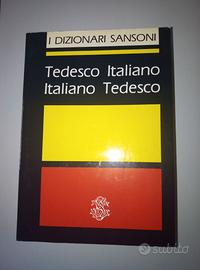 I DIZIONARI SANSONI
Tedesco Italiano
Italiano Tedesco
subito